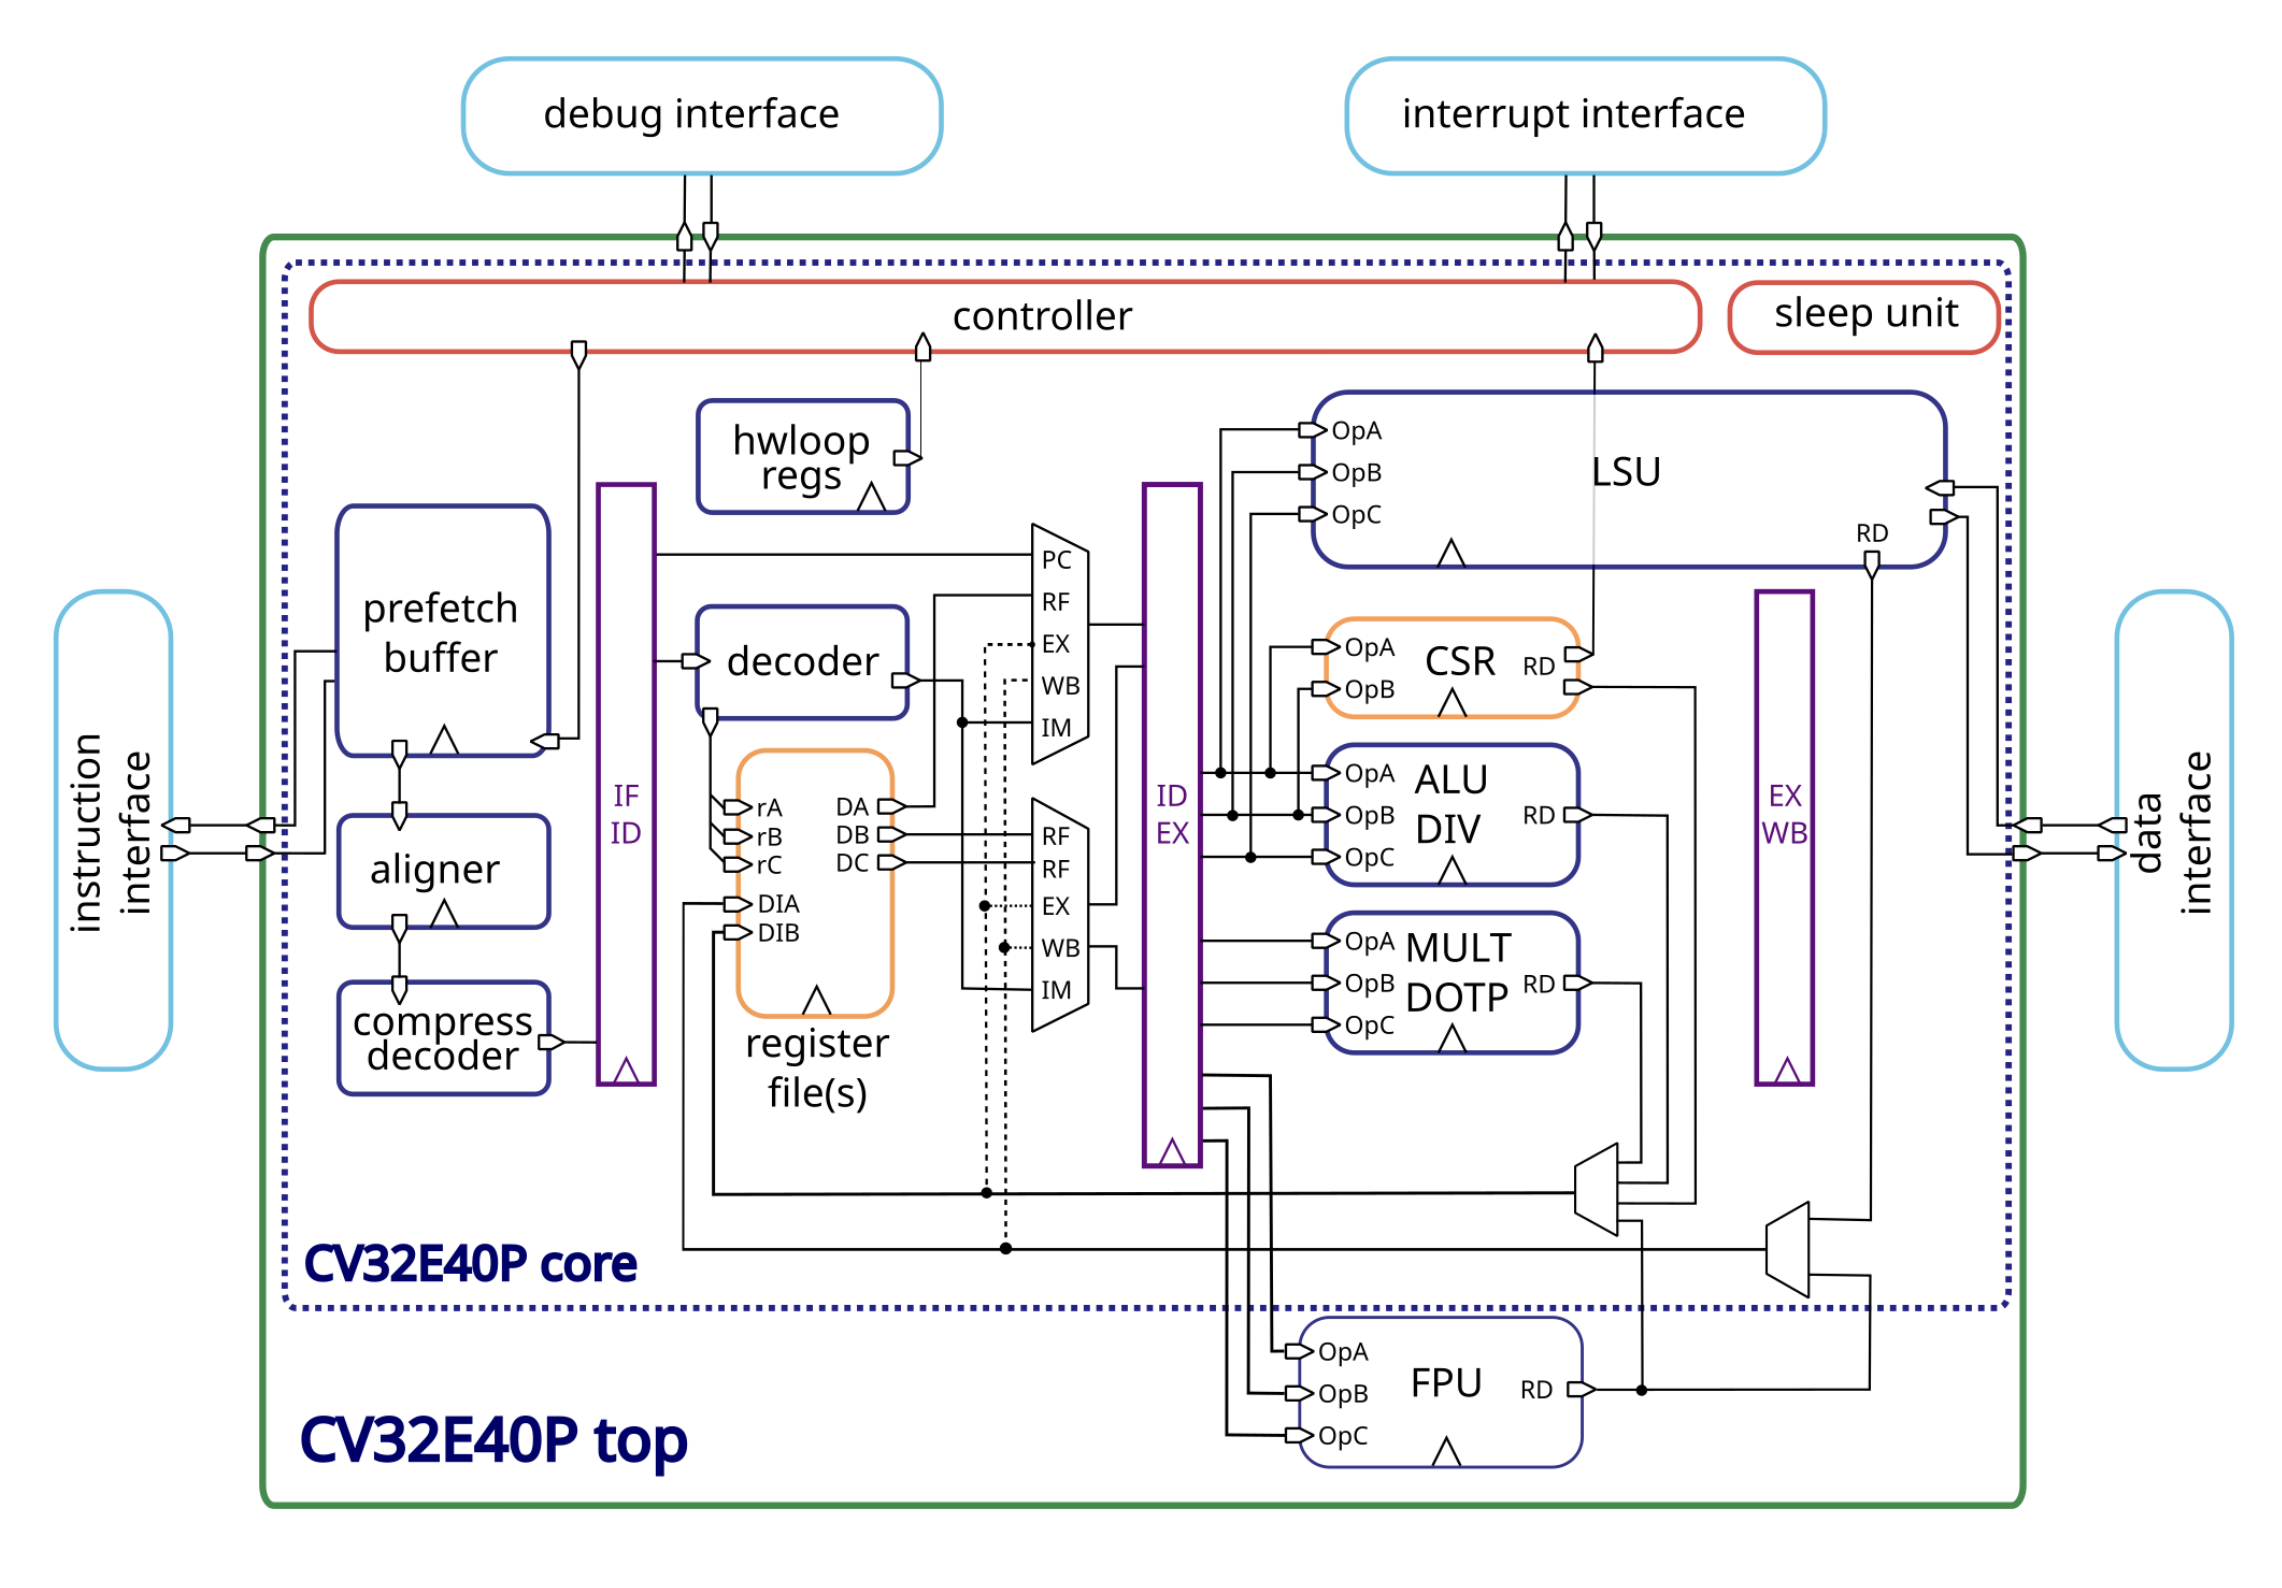 debug interface
interrupt interface
controller
sleep unit
hwloop
regs
OpA
OpB
OpC
LSU
RD
prefetch
buffer
IF
ID
decoder
PC
RF
EX
WB
IM
ID
EX
OpA
OpB
CSR
RD
EX
WB
instruction
interface
data
interface
aligner
rA
rB
rC
DIA
DIB
DA
DB
DC
register
file(s)
RF
RF
EX
WB
IM
OpA
OpB
OpC
ALU
DIV
RD
compress
decoder
OpA
OpB
OpC
MULT
DOTP
RD
CV32E40P core
OpA
OpB
OpC
FPU
RD
CV32E40P top